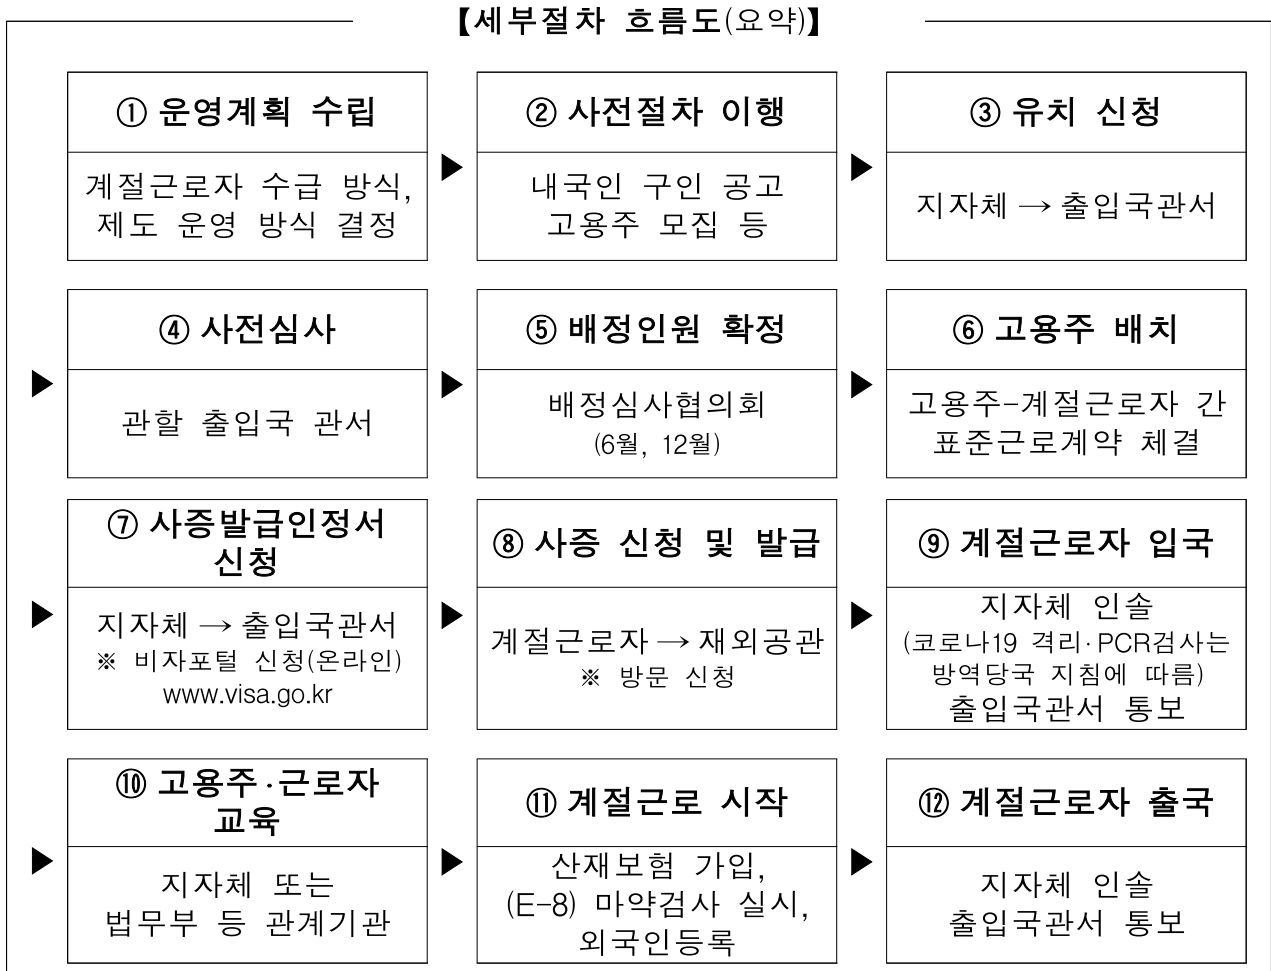 【세부절차 흐름도(요약)】
① 운영계획 수립
계절근로자 수급 방식,
제도 운영 방식 결정
▶
② 사전절차 이행
내국인 구인 공고
고용주 모집 등
▶
③ 유치 신청
지자체 → 출입국관서
▶
④ 사전심사
관할 출입국 관서
▶
⑤ 배정인원 확정
배정심사협의회
(6월, 12월)
▶
⑥ 고용주 배치
고용주-계절근로자 간
표준근로계약 체결
▶
⑦ 사증발급인정서
신청
지자체 → 출입국관서
※ 비자포털 신청(온라인)
www.visa.go.kr
▶
⑧ 사증 신청 및 발급
계절근로자 → 재외공관
※ 방문 신청
▶
⑨ 계절근로자 입국
지자체 인솔
(코로나19 격리·PCR검사는
방역당국 지침에 따름)
출입국관서 통보
▶
⑩ 고용주·근로자
교육
지자체 또는
법무부 등 관계기관
▶
⑪ 계절근로 시작
산재보험 가입,
(E-8) 마약검사 실시,
외국인등록
▶
⑫ 계절근로자 출국
지자체 인솔
출입국관서 통보